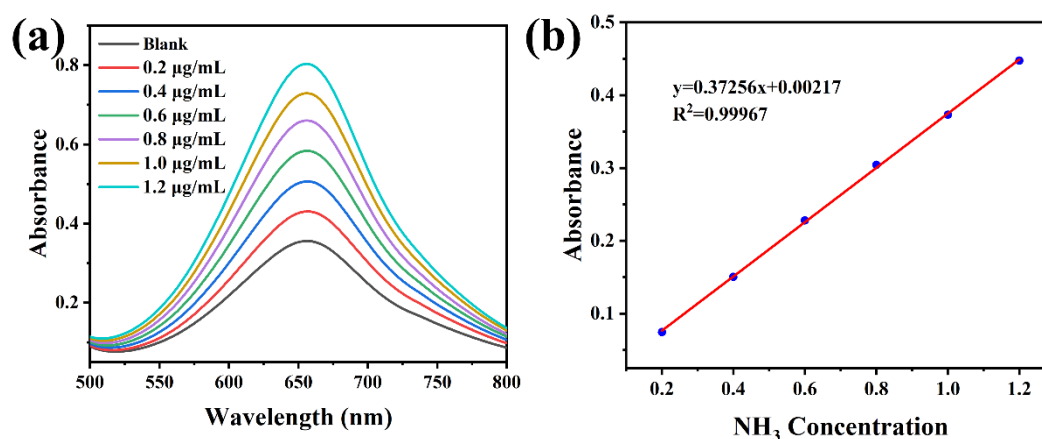 (a)
Blank
0.2 μg/mL
0.4 μg/mL
0.6 μg/mL
0.8 μg/mL
1.0 μg/mL
1.2 μg/mL
0.8
0.6
0.4
0.2
Absorbance
500 550 600 650 700 750 800
Wavelength (nm)
(b)
y=0.37256x+0.00217
R²=0.99967
0.5
0.4
0.3
0.2
0.1
Absorbance
0.2 0.4 0.6 0.8 1.0 1.2
NH₃ Concentration